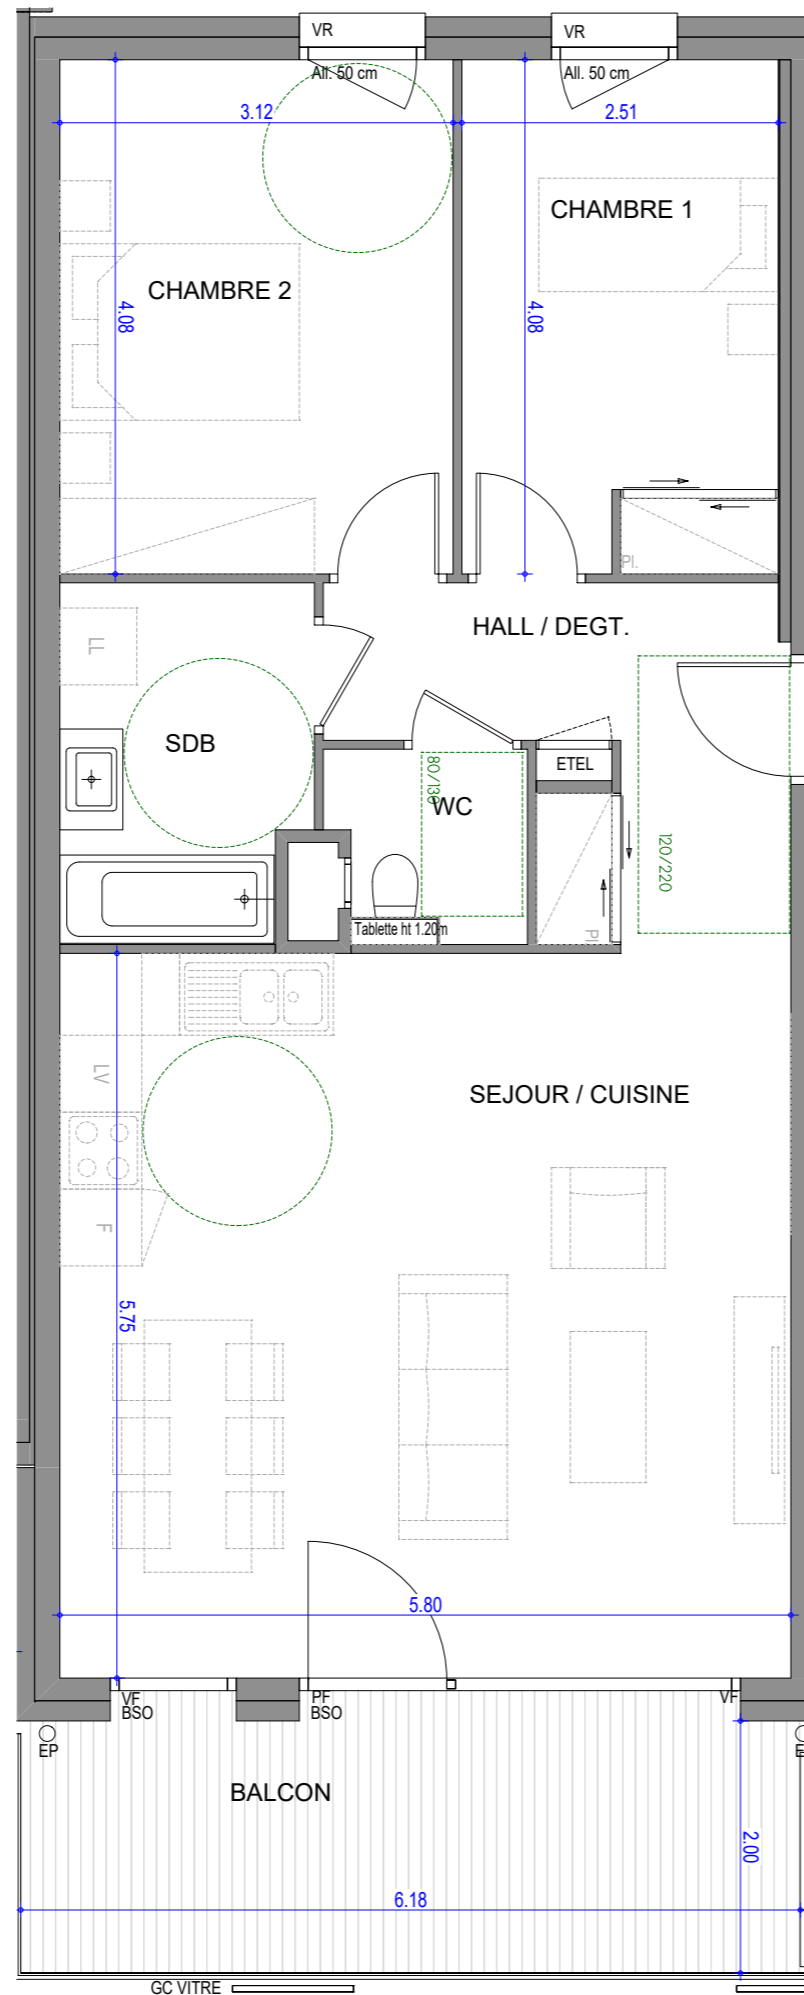 VR
VR
All. 50 cm
All. 50 cm
3.12
2.51
CHAMBRE 1
CHAMBRE 2
4.08
4.08
Pl.
HALL / DEGT.
LL
SDB
ETEL
80/130
WC
120/220
Tablette ht 1.20m
Pl
LV
SEJOUR / CUISINE
F
5.75
5.80
VF
BSO
PF
BSO
VF
EP
E
BALCON
2.00
6.18
GC VITRE